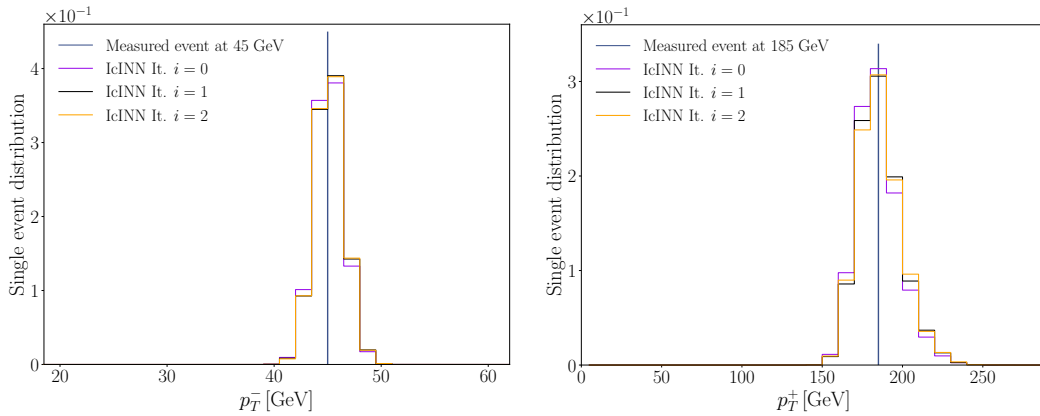 ×10⁻¹
Single event distribution
4
3
2
1
0
Measured event at 45 GeV
IcINN It. i = 0
IcINN It. i = 1
IcINN It. i = 2
20
30
40
50
60
p_T^- [GeV]
×10⁻¹
Single event distribution
3
2
1
0
Measured event at 185 GeV
IcINN It. i = 0
IcINN It. i = 1
IcINN It. i = 2
0
50
100
150
200
250
p_T^+ [GeV]